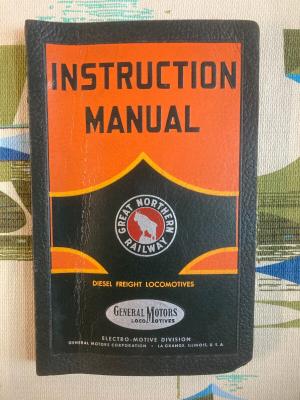 INSTRUCTION
MANUAL
GREAT NORTHERN
RAILWAY
DIESEL FREIGHT LOCOMOTIVES
GENERAL MOTORS
LOCOMOTIVES
ELECTRO-MOTIVE DIVISION
GENERAL MOTORS CORPORATION • LA GRANGE, ILLINOIS, U.S.A.